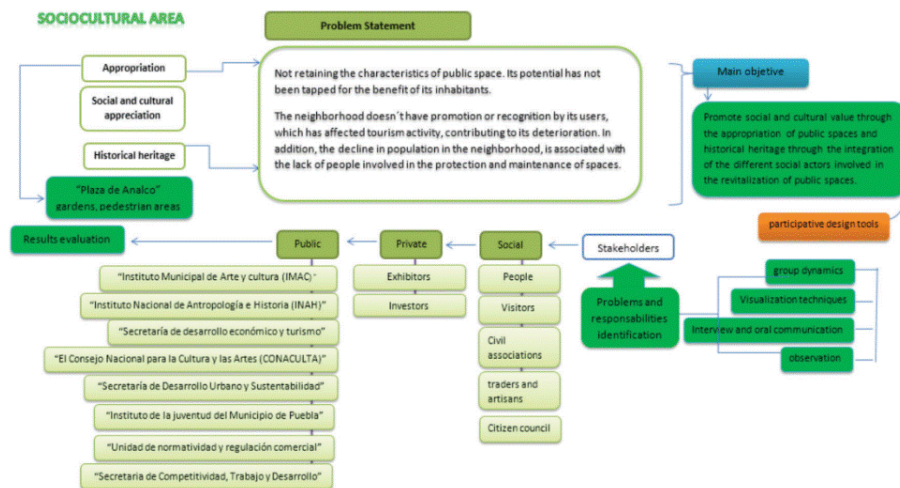 SOCIOCULTURAL AREA
Problem Statement
Appropriation
Social and cultural
appreciation
Historical heritage
"Plaza de Analco"
gardens, pedestrian areas
Not retaining the characteristics of public space. Its potential has not
been tapped for the benefit of its inhabitants.
The neighborhood doesn´t have promotion or recognition by its users,
which has affected tourism activity, contributing to its deterioration. In
addition, the decline in population in the neighborhood, is associated with
the lack of people involved in the protection and maintenance of spaces.
Main objetive
Promote social and cultural value through
the appropriation of public spaces and
historical heritage through the integration
of the different social actors involved in
the revitalization of public spaces.
participative design tools
Results evaluation
Public
Private
Social
Stakeholders
"Instituto Municipal de Arte y cultura (IMAC)"
"Instituto Nacional de Antropología e Historia (INAH)"
"Secretaría de desarrollo económico y turismo"
"El Consejo Nacional para la Cultura y las Artes (CONACULTA)"
"Secretaría de Desarrollo Urbano y Sustentabilidad"
"Instituto de la juventud del Municipio de Puebla"
"Unidad de normatividad y regulación comercial"
"Secretaria de Competitividad, Trabajo y Desarrollo"
Exhibitors
Investors
People
Visitors
Civil
associations
traders and
artisans
Citizen council
Problems and
responsabilities
identification
group dynamics
Visualization techniques
Interview and oral communication
observation